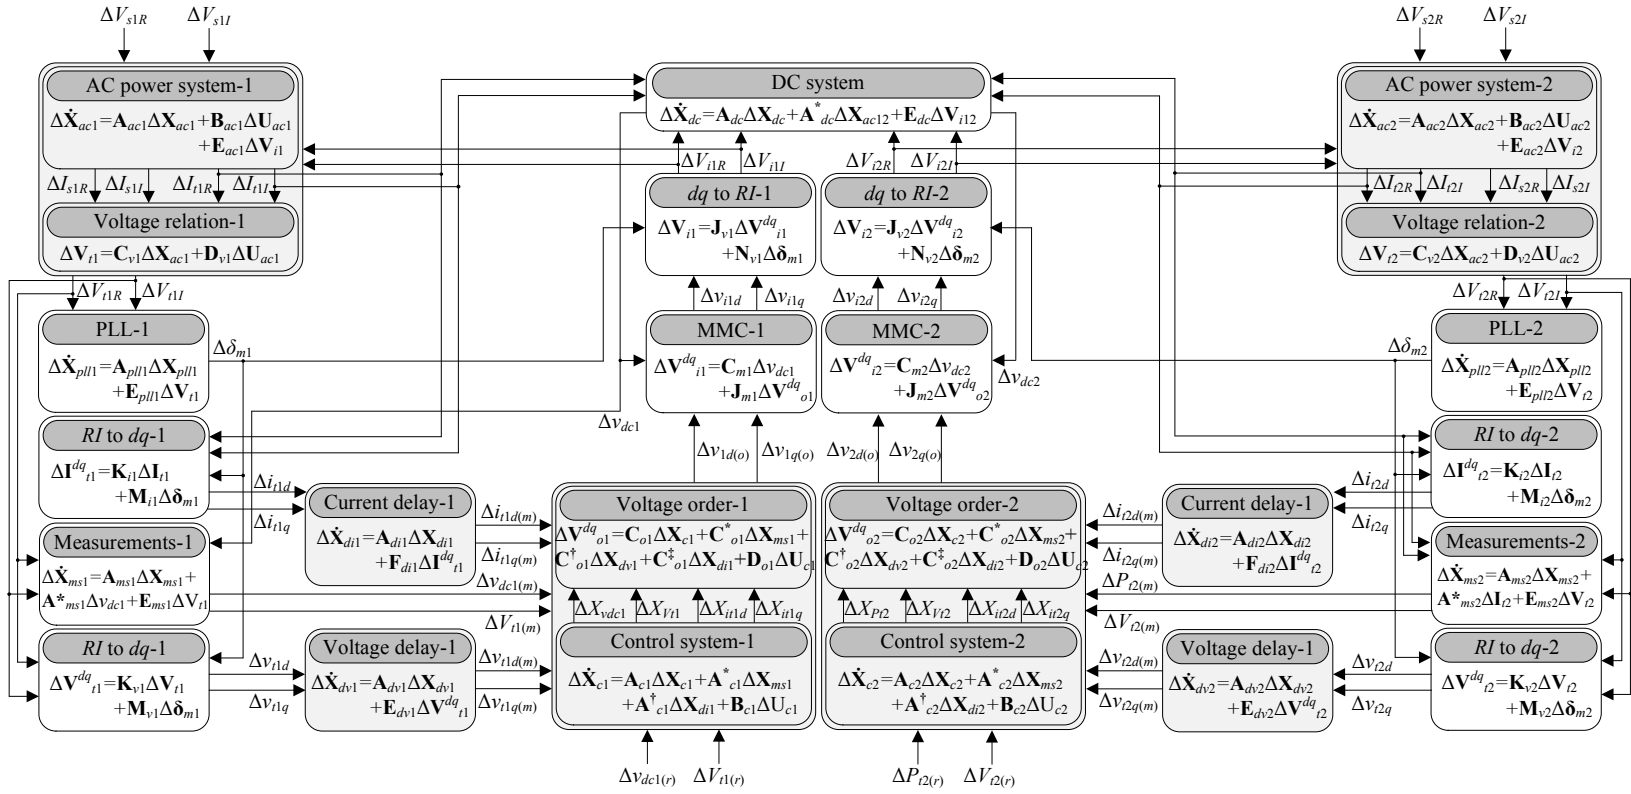 ΔV_{s1R} ΔV_{s1I}
ΔV_{s2R} ΔV_{s2I}
AC power system-1
ΔẊ_{ac1}=A_{ac1}ΔX_{ac1}+B_{ac1}ΔU_{ac1}
+E_{ac1}ΔV_{i1}
ΔI_{s1R} ΔI_{s1I} ΔI_{t1R} ΔI_{t1I}
Voltage relation-1
ΔV_{t1}=C_{v1}ΔX_{ac1}+D_{v1}ΔU_{ac1}
ΔV_{t1R} ΔV_{t1I}
DC system
ΔẊ_{dc}=A_{dc}ΔX_{dc}+A^*_{dc}ΔX_{ac12}+E_{dc}ΔV_{i12}
ΔV_{i1R} ΔV_{i1I} ΔV_{i2R} ΔV_{i2I}
AC power system-2
ΔẊ_{ac2}=A_{ac2}ΔX_{ac2}+B_{ac2}ΔU_{ac2}
+E_{ac2}ΔV_{i2}
ΔI_{t2R} ΔI_{t2I} ΔI_{s2R} ΔI_{s2I}
Voltage relation-2
ΔV_{t2}=C_{v2}ΔX_{ac2}+D_{v2}ΔU_{ac2}
ΔV_{t2R} ΔV_{t2I}
dq to RI-1
ΔV_{i1}=J_{v1}ΔV^{dq}_{i1}
+N_{v1}Δδ_{m1}
Δv_{i1d} Δv_{i1q}
dq to RI-2
ΔV_{i2}=J_{v2}ΔV^{dq}_{i2}
+N_{v2}Δδ_{m2}
Δv_{i2d} Δv_{i2q}
PLL-1
ΔẊ_{pll1}=A_{pll1}ΔX_{pll1}
+E_{pll1}ΔV_{t1}
Δδ_{m1}
MMC-1
ΔV^{dq}_{i1}=C_{m1}Δv_{dc1}
+J_{m1}ΔV^{dq}_{o1}
Δv_{dc1}
Δv_{1d(o)} Δv_{1q(o)}
MMC-2
ΔV^{dq}_{i2}=C_{m2}Δv_{dc2}
+J_{m2}ΔV^{dq}_{o2}
Δv_{dc2}
Δv_{2d(o)} Δv_{2q(o)}
Δδ_{m2}
PLL-2
ΔẊ_{pll2}=A_{pll2}ΔX_{pll2}
+E_{pll2}ΔV_{t2}
RI to dq-1
ΔI^{dq}_{t1}=K_{i1}ΔI_{t1}
+M_{i1}Δδ_{m1}
Δi_{t1d}
Δi_{t1q}
Current delay-1
ΔẊ_{di1}=A_{di1}ΔX_{di1}
+F_{di1}ΔI^{dq}_{t1}
Δi_{t1d(m)}
Δi_{t1q(m)}
Voltage order-1
ΔV^{dq}_{o1}=C_{o1}ΔX_{c1}+C^*_{o1}ΔX_{ms1}+
C^†_{o1}ΔX_{dv1}+C^‡_{o1}ΔX_{di1}+D_{o1}ΔU_{c1}
ΔX_{vdc1} ΔX_{Vt1} ΔX_{it1d} ΔX_{it1q}
Voltage order-2
ΔV^{dq}_{o2}=C_{o2}ΔX_{c2}+C^*_{o2}ΔX_{ms2}+
C^†_{o2}ΔX_{dv2}+C^‡_{o2}ΔX_{di2}+D_{o2}ΔU_{c2}
ΔX_{Pt2} ΔX_{Vt2} ΔX_{it2d} ΔX_{it2q}
Δi_{t2d(m)}
Δi_{t2q(m)}
Current delay-1
ΔẊ_{di2}=A_{di2}ΔX_{di2}
+F_{di2}ΔI^{dq}_{t2}
Δi_{t2d}
Δi_{t2q}
RI to dq-2
ΔI^{dq}_{t2}=K_{i2}ΔI_{t2}
+M_{i2}Δδ_{m2}
Measurements-1
ΔẊ_{ms1}=A_{ms1}ΔX_{ms1}+
A*_{ms1}Δv_{dc1}+E_{ms1}ΔV_{t1}
Δv_{dc1(m)}
ΔV_{t1(m)}
ΔP_{t2(m)}
ΔV_{t2(m)}
Measurements-2
ΔẊ_{ms2}=A_{ms2}ΔX_{ms2}+
A*_{ms2}ΔI_{t2}+E_{ms2}ΔV_{t2}
RI to dq-1
ΔV^{dq}_{t1}=K_{v1}ΔV_{t1}
+M_{v1}Δδ_{m1}
Δv_{t1d}
Δv_{t1q}
Voltage delay-1
ΔẊ_{dv1}=A_{dv1}ΔX_{dv1}
+E_{dv1}ΔV^{dq}_{t1}
Δv_{t1d(m)}
Δv_{t1q(m)}
Control system-1
ΔẊ_{c1}=A_{c1}ΔX_{c1}+A^*_{c1}ΔX_{ms1}
+A^†_{c1}ΔX_{di1}+B_{c1}ΔU_{c1}
Control system-2
ΔẊ_{c2}=A_{c2}ΔX_{c2}+A^*_{c2}ΔX_{ms2}
+A^†_{c2}ΔX_{di2}+B_{c2}ΔU_{c2}
Δv_{t2d(m)}
Δv_{t2q(m)}
Voltage delay-1
ΔẊ_{dv2}=A_{dv2}ΔX_{dv2}
+E_{dv2}ΔV^{dq}_{t2}
Δv_{t2d}
Δv_{t2q}
RI to dq-2
ΔV^{dq}_{t2}=K_{v2}ΔV_{t2}
+M_{v2}Δδ_{m2}
Δv_{dc1(r)} ΔV_{t1(r)}
ΔP_{t2(r)} ΔV_{t2(r)}